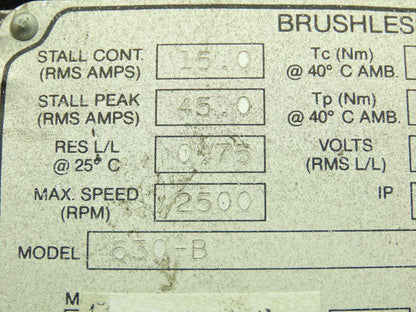 BRUSHLES
STALL CONT. 15.0 Tc (Nm)
(RMS AMPS) @ 40° C AMB.
STALL PEAK 45.0 Tp (Nm)
(RMS AMPS) @ 40° C AMB.
RES L/L VOLTS
@ 25° C (RMS L/L)
MAX. SPEED 2500 IP
(RPM)
MODEL 630-B
M